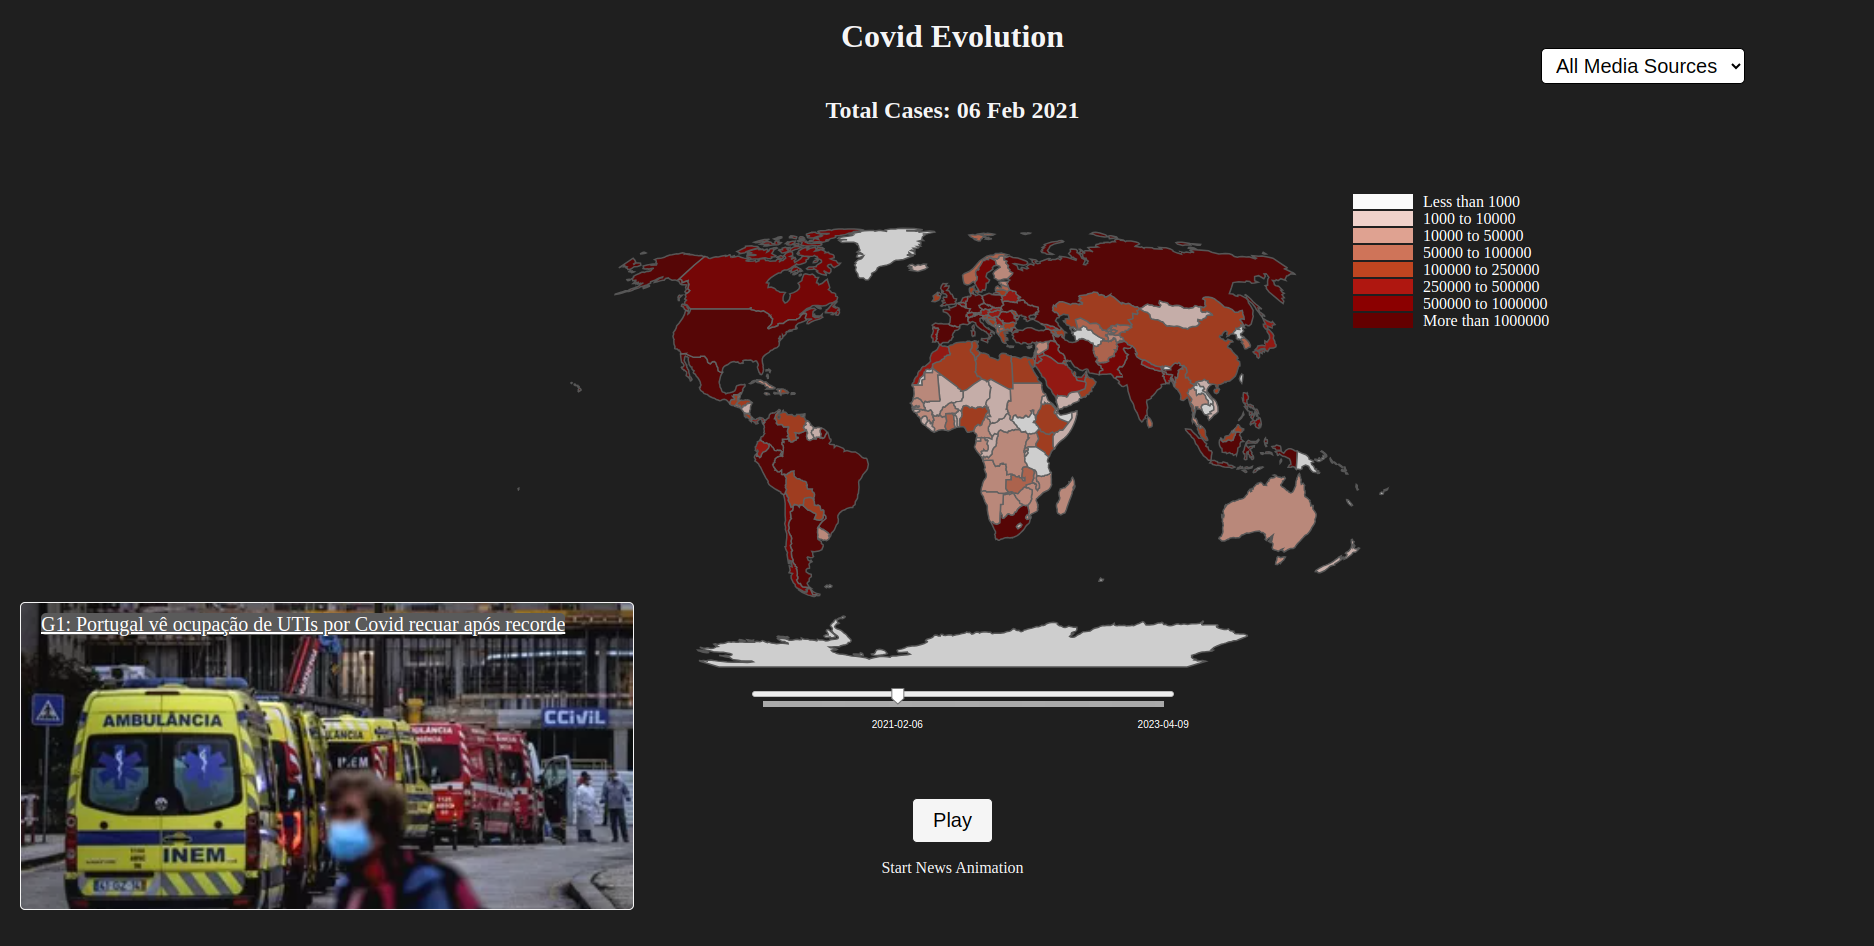 Covid Evolution
All Media Sources
Total Cases: 06 Feb 2021
Less than 1000
1000 to 10000
10000 to 50000
50000 to 100000
100000 to 250000
250000 to 500000
500000 to 1000000
More than 1000000
G1: Portugal vê ocupação de UTIs por Covid recuar após recorde
AMBULÂNCIA
INEM
INEM
CCiViL
2021-02-06
2023-04-09
Play
Start News Animation